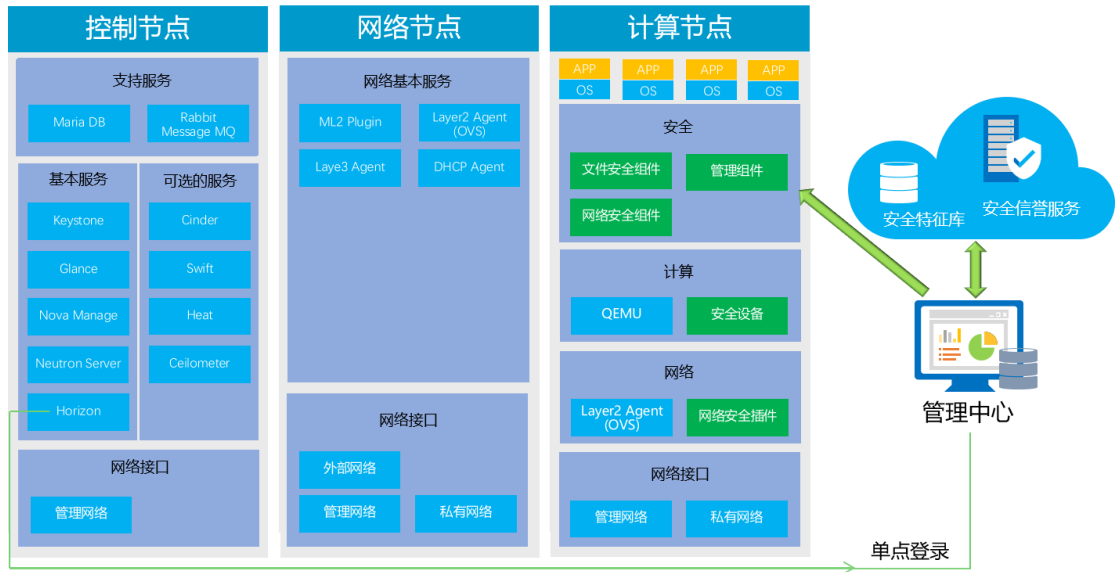 控制节点
支持服务
Maria DB
Rabbit
Message MQ
基本服务
Keystone
Glance
Nova Manage
Neutron Server
Horizon
可选的服务
Cinder
Swift
Heat
Ceilometer
网络接口
管理网络
网络节点
网络基本服务
ML2 Plugin
Layer2 Agent
(OVS)
Laye3 Agent
DHCP Agent
网络接口
外部网络
管理网络
私有网络
计算节点
APP
APP
APP
APP
OS
OS
OS
OS
安全
文件安全组件
管理组件
网络安全组件
计算
QEMU
安全设备
网络
Layer2 Agent
(OVS)
网络安全插件
网络接口
管理网络
私有网络
安全特征库
安全信誉服务
管理中心
单点登录